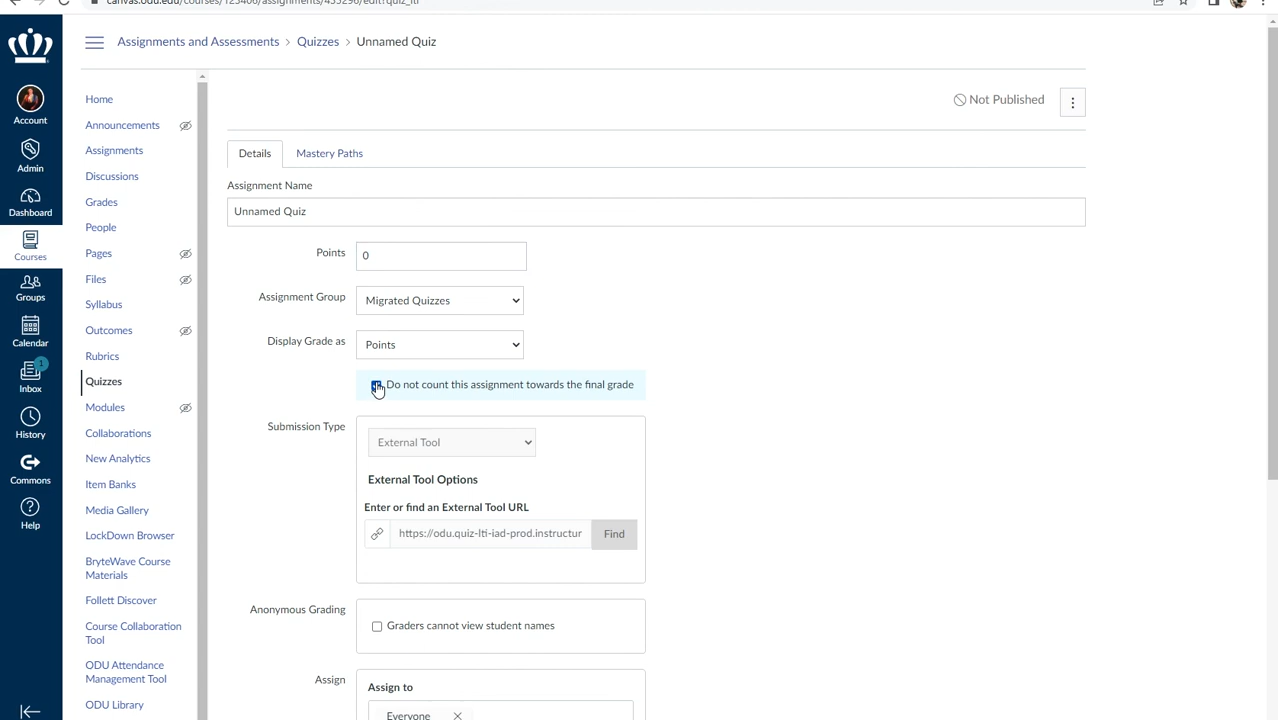 canvas.odu.edu/courses/125406/assignments/435296/edit?quiz_lti
Assignments and Assessments > Quizzes > Unnamed Quiz
Account
Admin
Dashboard
Courses
Groups
Calendar
1
Inbox
History
Commons
Help
Home
Announcements
Assignments
Discussions
Grades
People
Pages
Files
Syllabus
Outcomes
Rubrics
Quizzes
Modules
Collaborations
New Analytics
Item Banks
Media Gallery
LockDown Browser
BryteWave Course
Materials
Follett Discover
Course Collaboration
Tool
ODU Attendance
Management Tool
ODU Library
Not Published
Details Mastery Paths
Assignment Name
Unnamed Quiz
Points 0
Assignment Group Migrated Quizzes
Display Grade as Points
Do not count this assignment towards the final grade
Submission Type
External Tool
External Tool Options
Enter or find an External Tool URL
https://odu.quiz-lti-iad-prod.instructur Find
Anonymous Grading
Graders cannot view student names
Assign
Assign to
Everyone